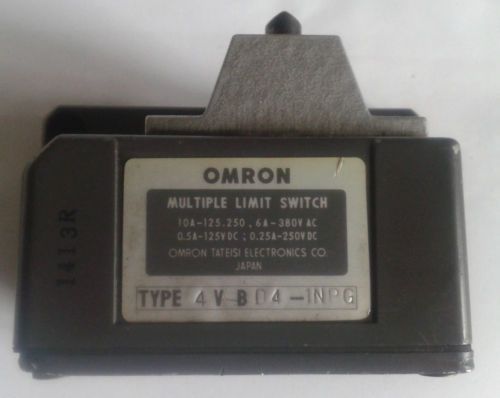 OMRON
MULTIPLE LIMIT SWITCH
10A-125.250 , 6A-380V AC
0.5A-125V DC ; 0.25A-250V DC
OMRON TATEISI ELECTRONICS CO.
JAPAN
TYPE 4 V B 04-1NPG
1413R